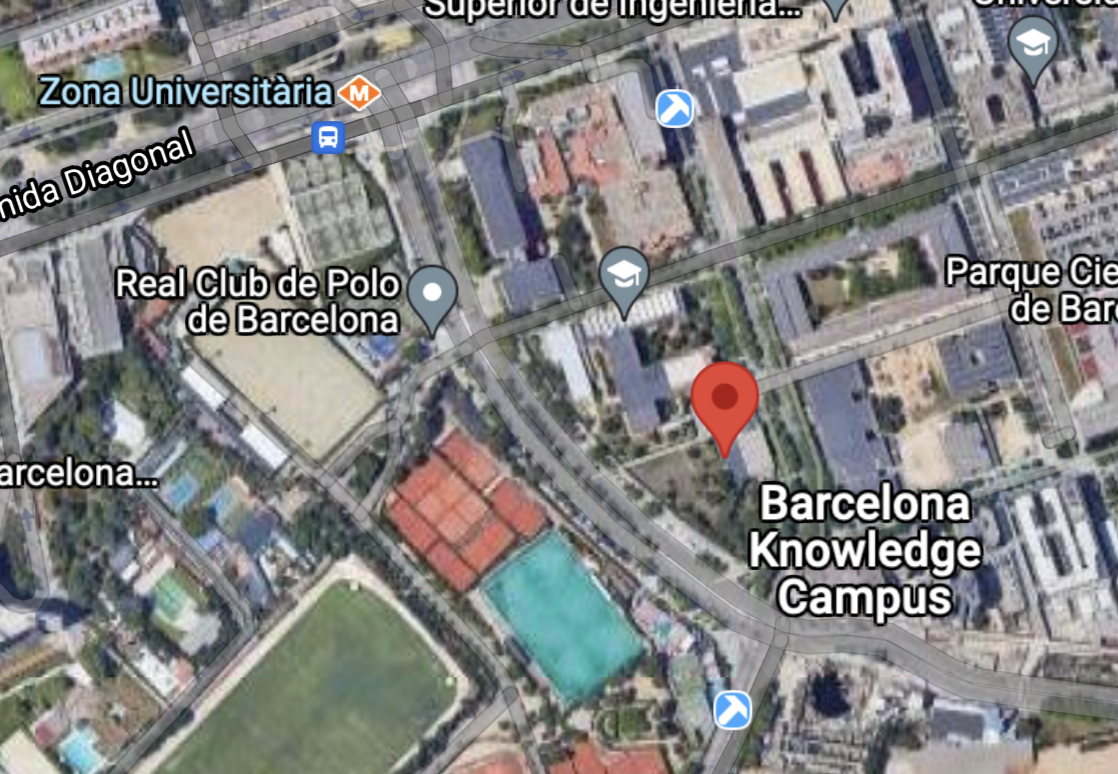 Superior de Ingeniería...
Zona Universitària
M
nida Diagonal
Real Club de Polo
de Barcelona
Parque Cie
de Bar
arcelona...
Barcelona
Knowledge
Campus